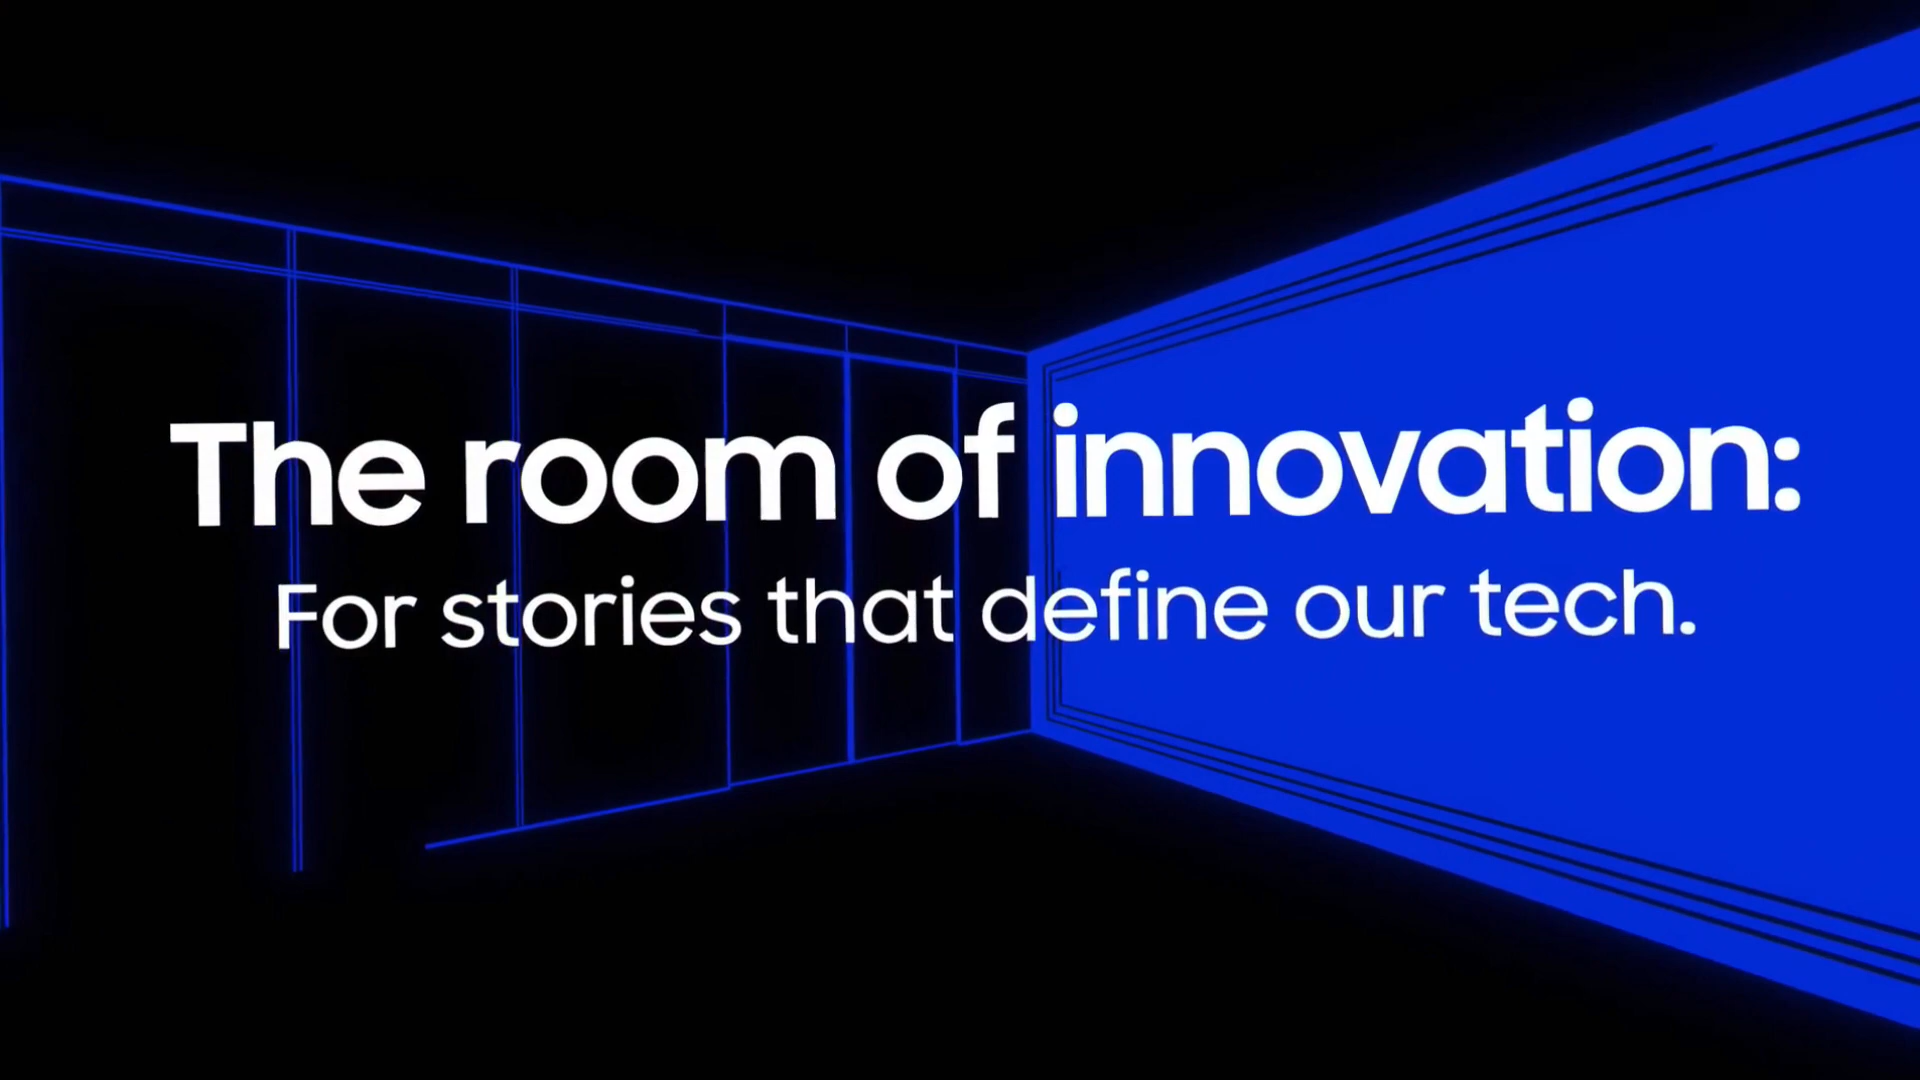 The room of innovation:
For stories that define our tech.